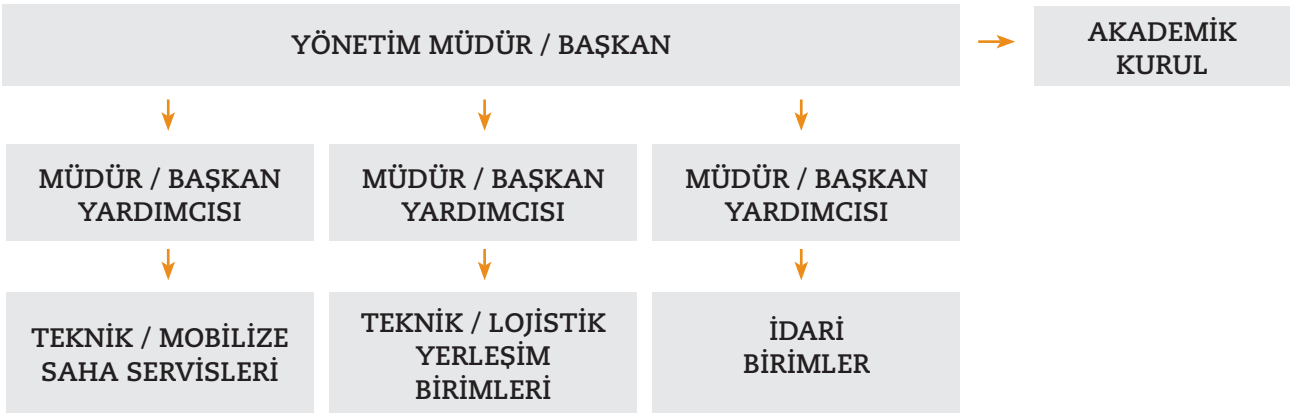 YÖNETİM MÜDÜR / BAŞKAN
AKADEMİK
KURUL
MÜDÜR / BAŞKAN
YARDIMCISI
MÜDÜR / BAŞKAN
YARDIMCISI
MÜDÜR / BAŞKAN
YARDIMCISI
TEKNİK / MOBİLİZE
SAHA SERVİSLERİ
TEKNİK / LOJİSTİK
YERLEŞİM
BİRİMLERİ
İDARİ
BİRİMLER